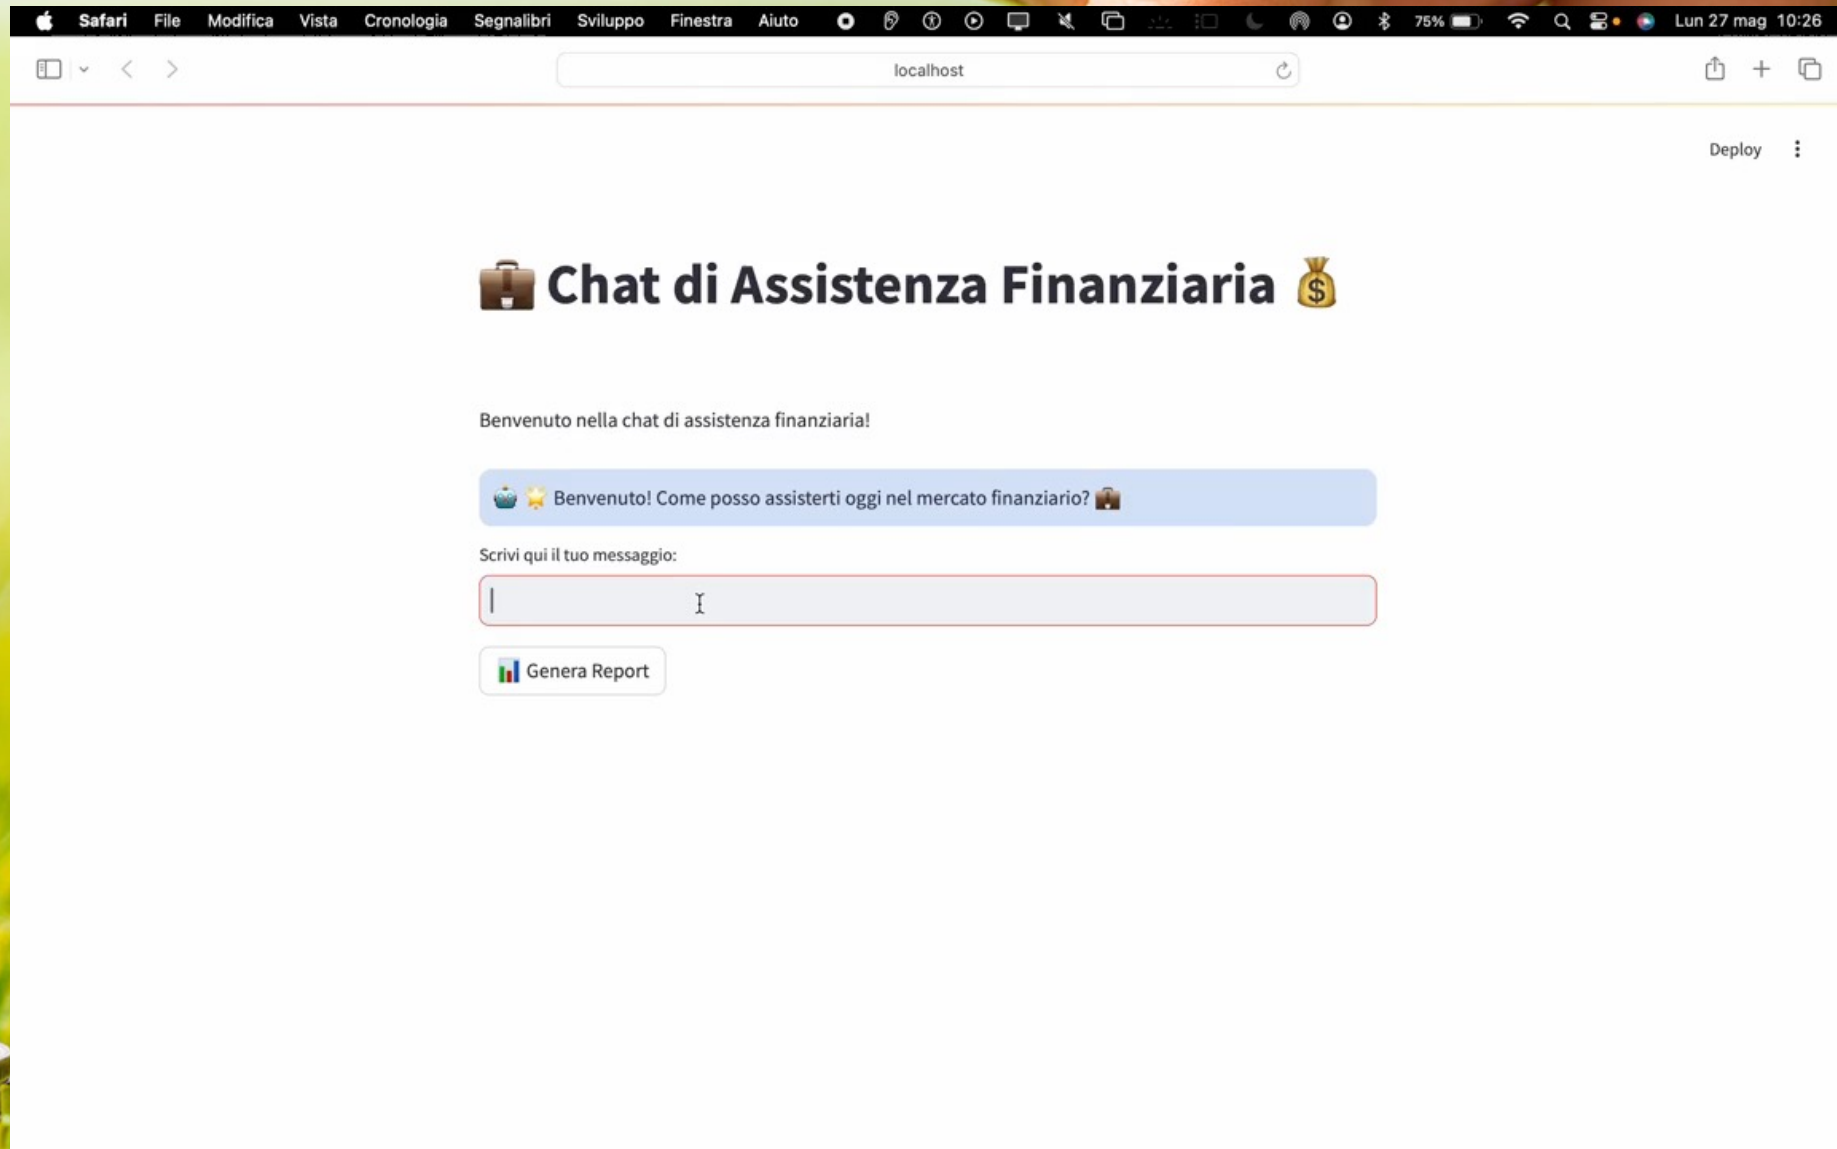 Safari File Modifica Vista Cronologia Segnalibri Sviluppo Finestra Aiuto 75% Lun 27 mag 10:26
localhost
Deploy
💼 Chat di Assistenza Finanziaria 💰
Benvenuto nella chat di assistenza finanziaria!
🤖 🌟 Benvenuto! Come posso assisterti oggi nel mercato finanziario? 💼
Scrivi qui il tuo messaggio:
📊 Genera Report